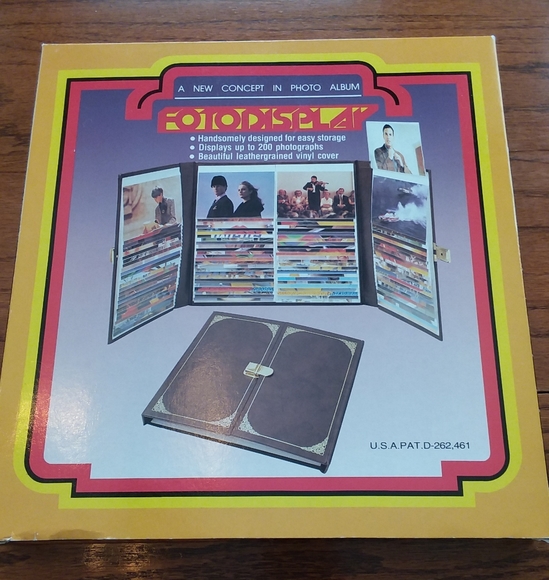 A NEW CONCEPT IN PHOTO ALBUM
FOTODISPLAY
• Handsomely designed for easy storage
• Displays up to 200 photographs
• Beautiful leathergrained vinyl cover
U.S.A.PAT.D-262,461